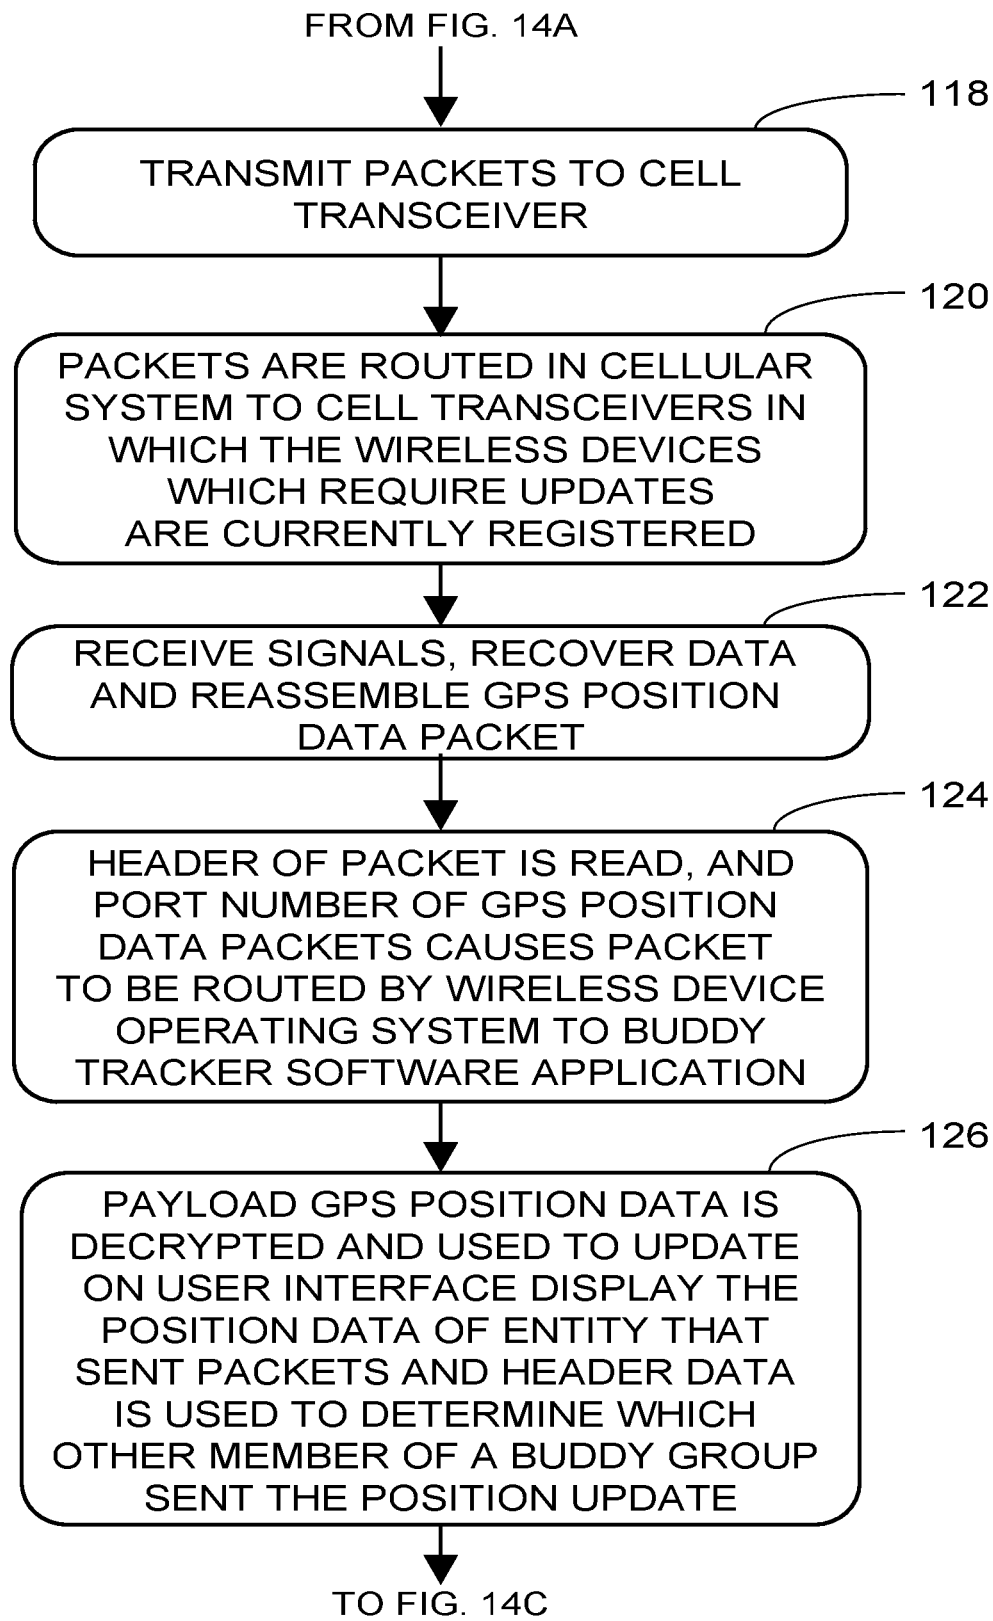 FROM FIG. 14A
118
TRANSMIT PACKETS TO CELL
TRANSCEIVER
120
PACKETS ARE ROUTED IN CELLULAR
SYSTEM TO CELL TRANSCEIVERS IN
WHICH THE WIRELESS DEVICES
WHICH REQUIRE UPDATES
ARE CURRENTLY REGISTERED
122
RECEIVE SIGNALS, RECOVER DATA
AND REASSEMBLE GPS POSITION
DATA PACKET
124
HEADER OF PACKET IS READ, AND
PORT NUMBER OF GPS POSITION
DATA PACKETS CAUSES PACKET
TO BE ROUTED BY WIRELESS DEVICE
OPERATING SYSTEM TO BUDDY
TRACKER SOFTWARE APPLICATION
126
PAYLOAD GPS POSITION DATA IS
DECRYPTED AND USED TO UPDATE
ON USER INTERFACE DISPLAY THE
POSITION DATA OF ENTITY THAT
SENT PACKETS AND HEADER DATA
IS USED TO DETERMINE WHICH
OTHER MEMBER OF A BUDDY GROUP
SENT THE POSITION UPDATE
TO FIG. 14C